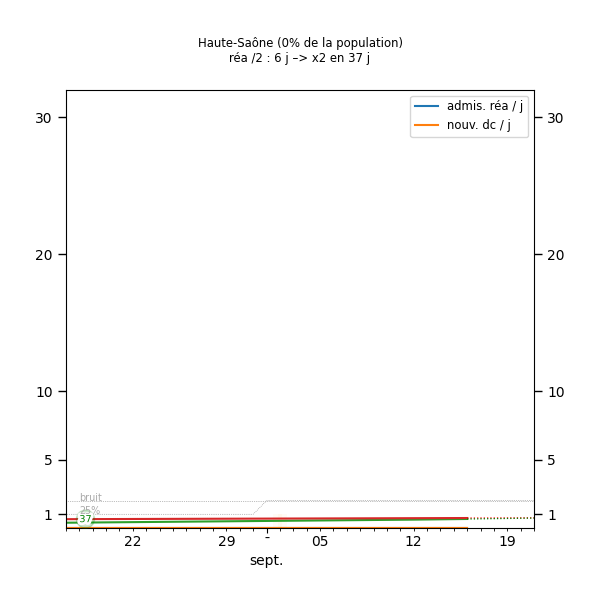 Haute-Saône (0% de la population)
réa /2 : 6 j –> x2 en 37 j
admis. réa / j
nouv. dc / j
30 30
20 20
10 10
5 5
bruit
25%
1 37 1
22 29 - 05 12 19
sept.